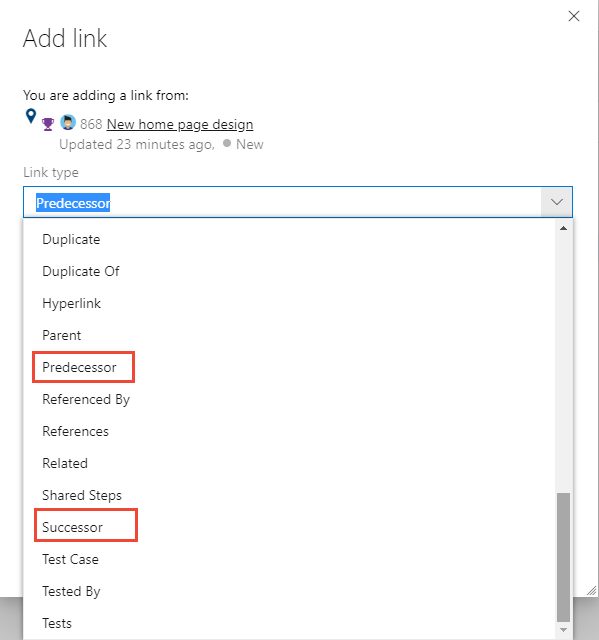 Add link
You are adding a link from:
868 New home page design
Updated 23 minutes ago, New
Link type
Predecessor
Duplicate
Duplicate Of
Hyperlink
Parent
Predecessor
Referenced By
References
Related
Shared Steps
Successor
Test Case
Tested By
Tests